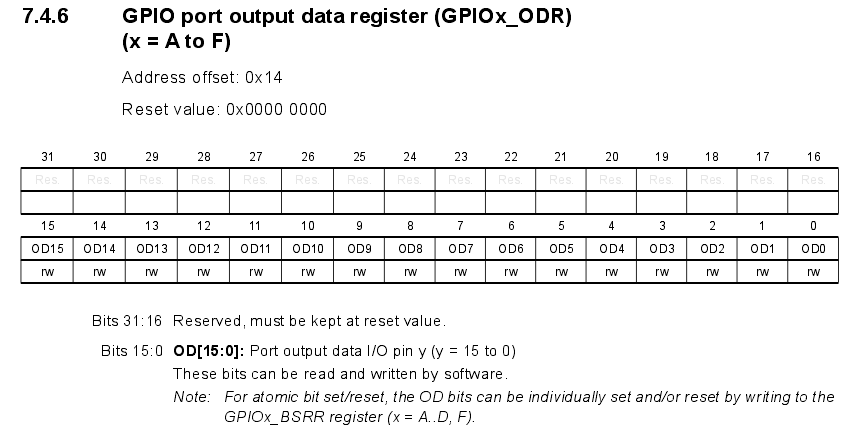 7.4.6 GPIO port output data register (GPIOx_ODR)
(x = A to F)
Address offset: 0x14
Reset value: 0x0000 0000
31 30 29 28 27 26 25 24 23 22 21 20 19 18 17 16
Res. Res. Res. Res. Res. Res. Res. Res. Res. Res. Res. Res. Res. Res. Res. Res.
15 14 13 12 11 10 9 8 7 6 5 4 3 2 1 0
OD15 OD14 OD13 OD12 OD11 OD10 OD9 OD8 OD7 OD6 OD5 OD4 OD3 OD2 OD1 OD0
rw rw rw rw rw rw rw rw rw rw rw rw rw rw rw rw
Bits 31:16 Reserved, must be kept at reset value.
Bits 15:0 OD[15:0]: Port output data I/O pin y (y = 15 to 0)
These bits can be read and written by software.
Note: For atomic bit set/reset, the OD bits can be individually set and/or reset by writing to the
GPIOx_BSRR register (x = A..D, F).